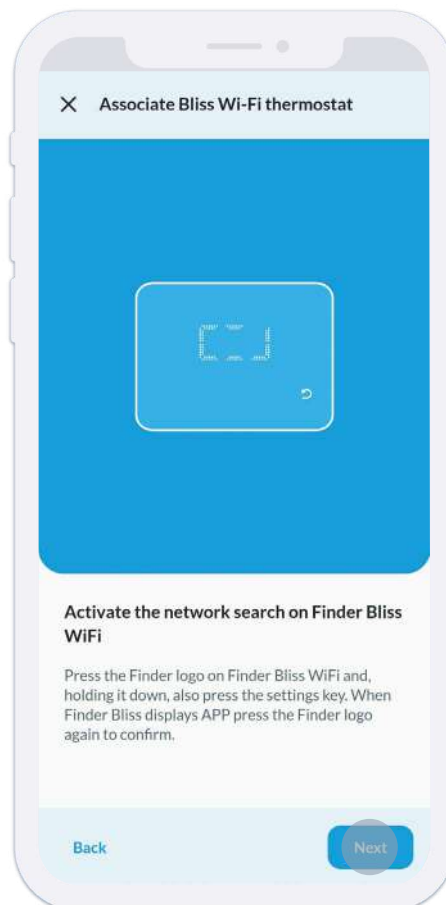 Associate Bliss Wi-Fi thermostat
Activate the network search on Finder Bliss
WiFi
Press the Finder logo on Finder Bliss WiFi and,
holding it down, also press the settings key. When
Finder Bliss displays APP press the Finder logo
again to confirm.
Back
Next